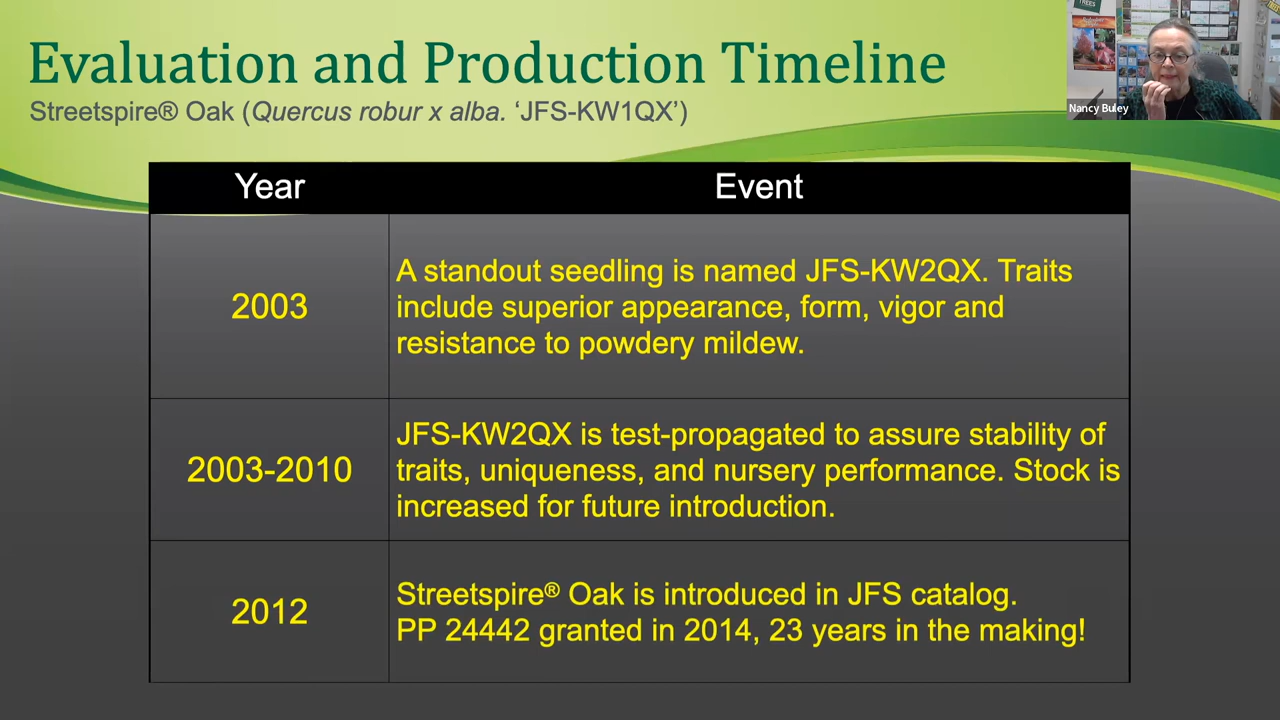 Evaluation and Production Timeline
Streetspire® Oak (Quercus robur x alba. ‘JFS-KW1QX’)
TREES
Nancy Buley
Year Event
2003
A standout seedling is named JFS-KW2QX. Traits
include superior appearance, form, vigor and
resistance to powdery mildew.
2003-2010
JFS-KW2QX is test-propagated to assure stability of
traits, uniqueness, and nursery performance. Stock is
increased for future introduction.
2012
Streetspire® Oak is introduced in JFS catalog.
PP 24442 granted in 2014, 23 years in the making!